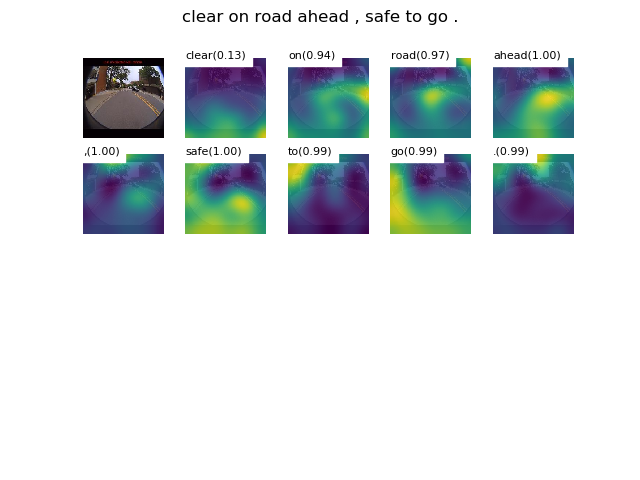 clear on road ahead , safe to go .
clear(0.13) on(0.94) road(0.97) ahead(1.00)
,(1.00) safe(1.00) to(0.99) go(0.99) .(0.99)